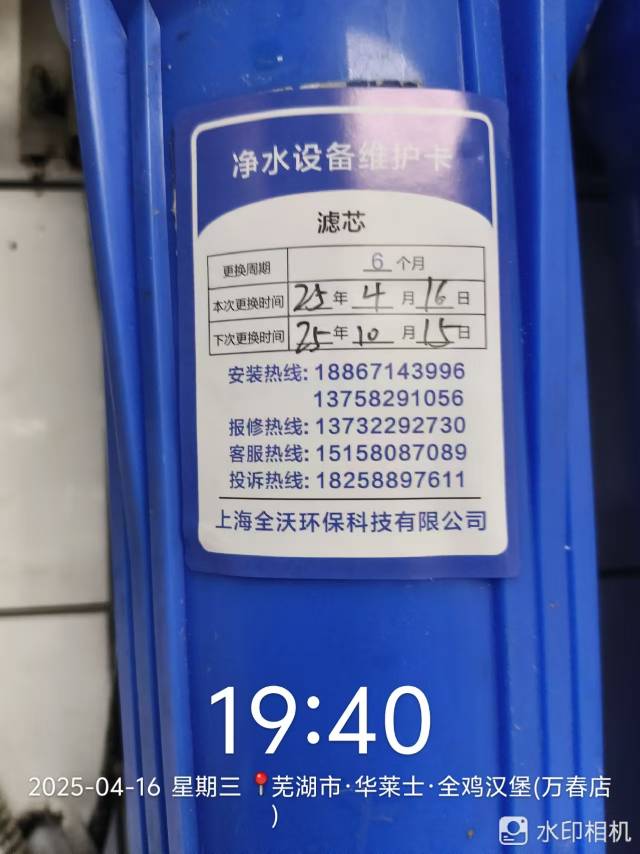 净水设备维护卡
滤芯
更换周期 6 个月
本次更换时间 25 年 4 月 16 日
下次更换时间 25 年 10 月 15 日
安装热线: 18867143996
13758291056
报修热线: 13732292730
客服热线: 15158087089
投诉热线: 18258897611
上海全沃环保科技有限公司
19:40
2025-04-16 星期三 芜湖市·华莱士·全鸡汉堡(万春店
)
水印相机